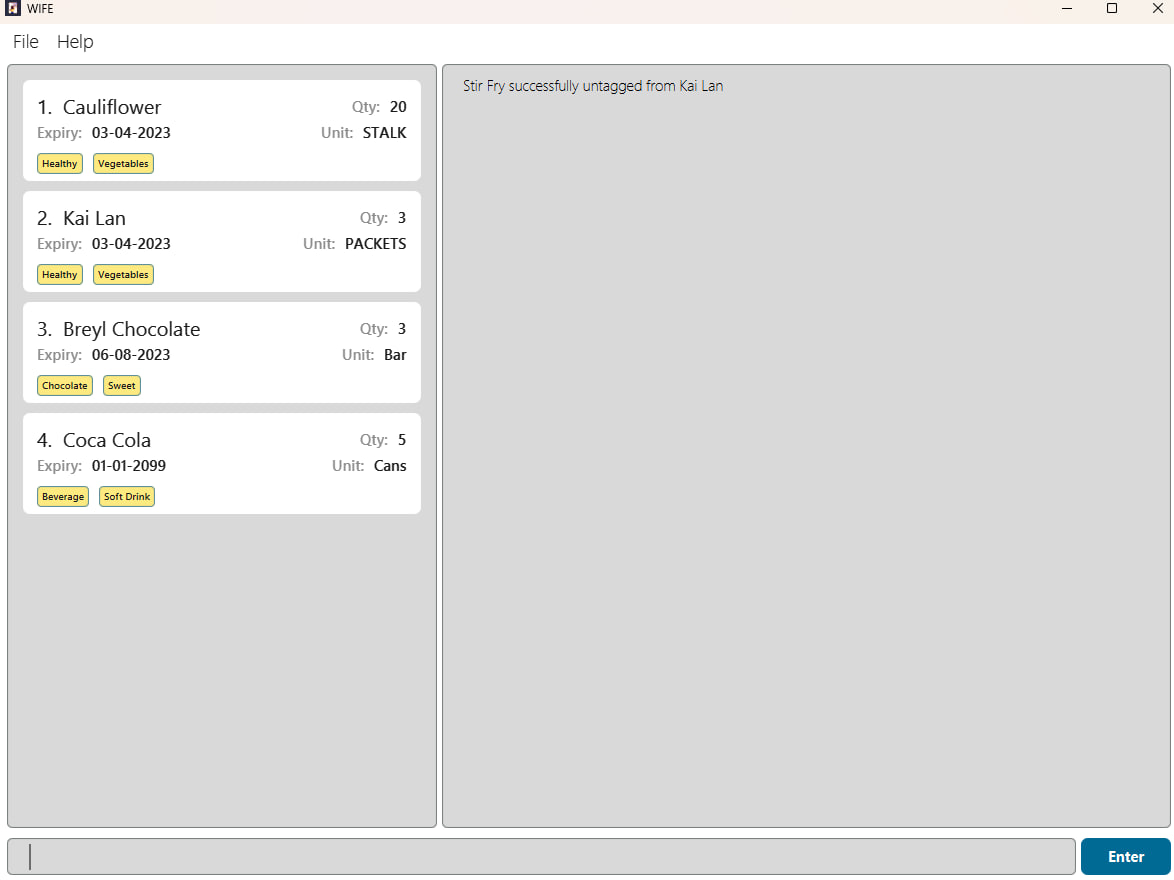 WIFE
File Help
1. Cauliflower Qty: 20
Expiry: 03-04-2023 Unit: STALK
Healthy Vegetables
2. Kai Lan Qty: 3
Expiry: 03-04-2023 Unit: PACKETS
Healthy Vegetables
3. Breyl Chocolate Qty: 3
Expiry: 06-08-2023 Unit: Bar
Chocolate Sweet
4. Coca Cola Qty: 5
Expiry: 01-01-2099 Unit: Cans
Beverage Soft Drink
Stir Fry successfully untagged from Kai Lan
Enter